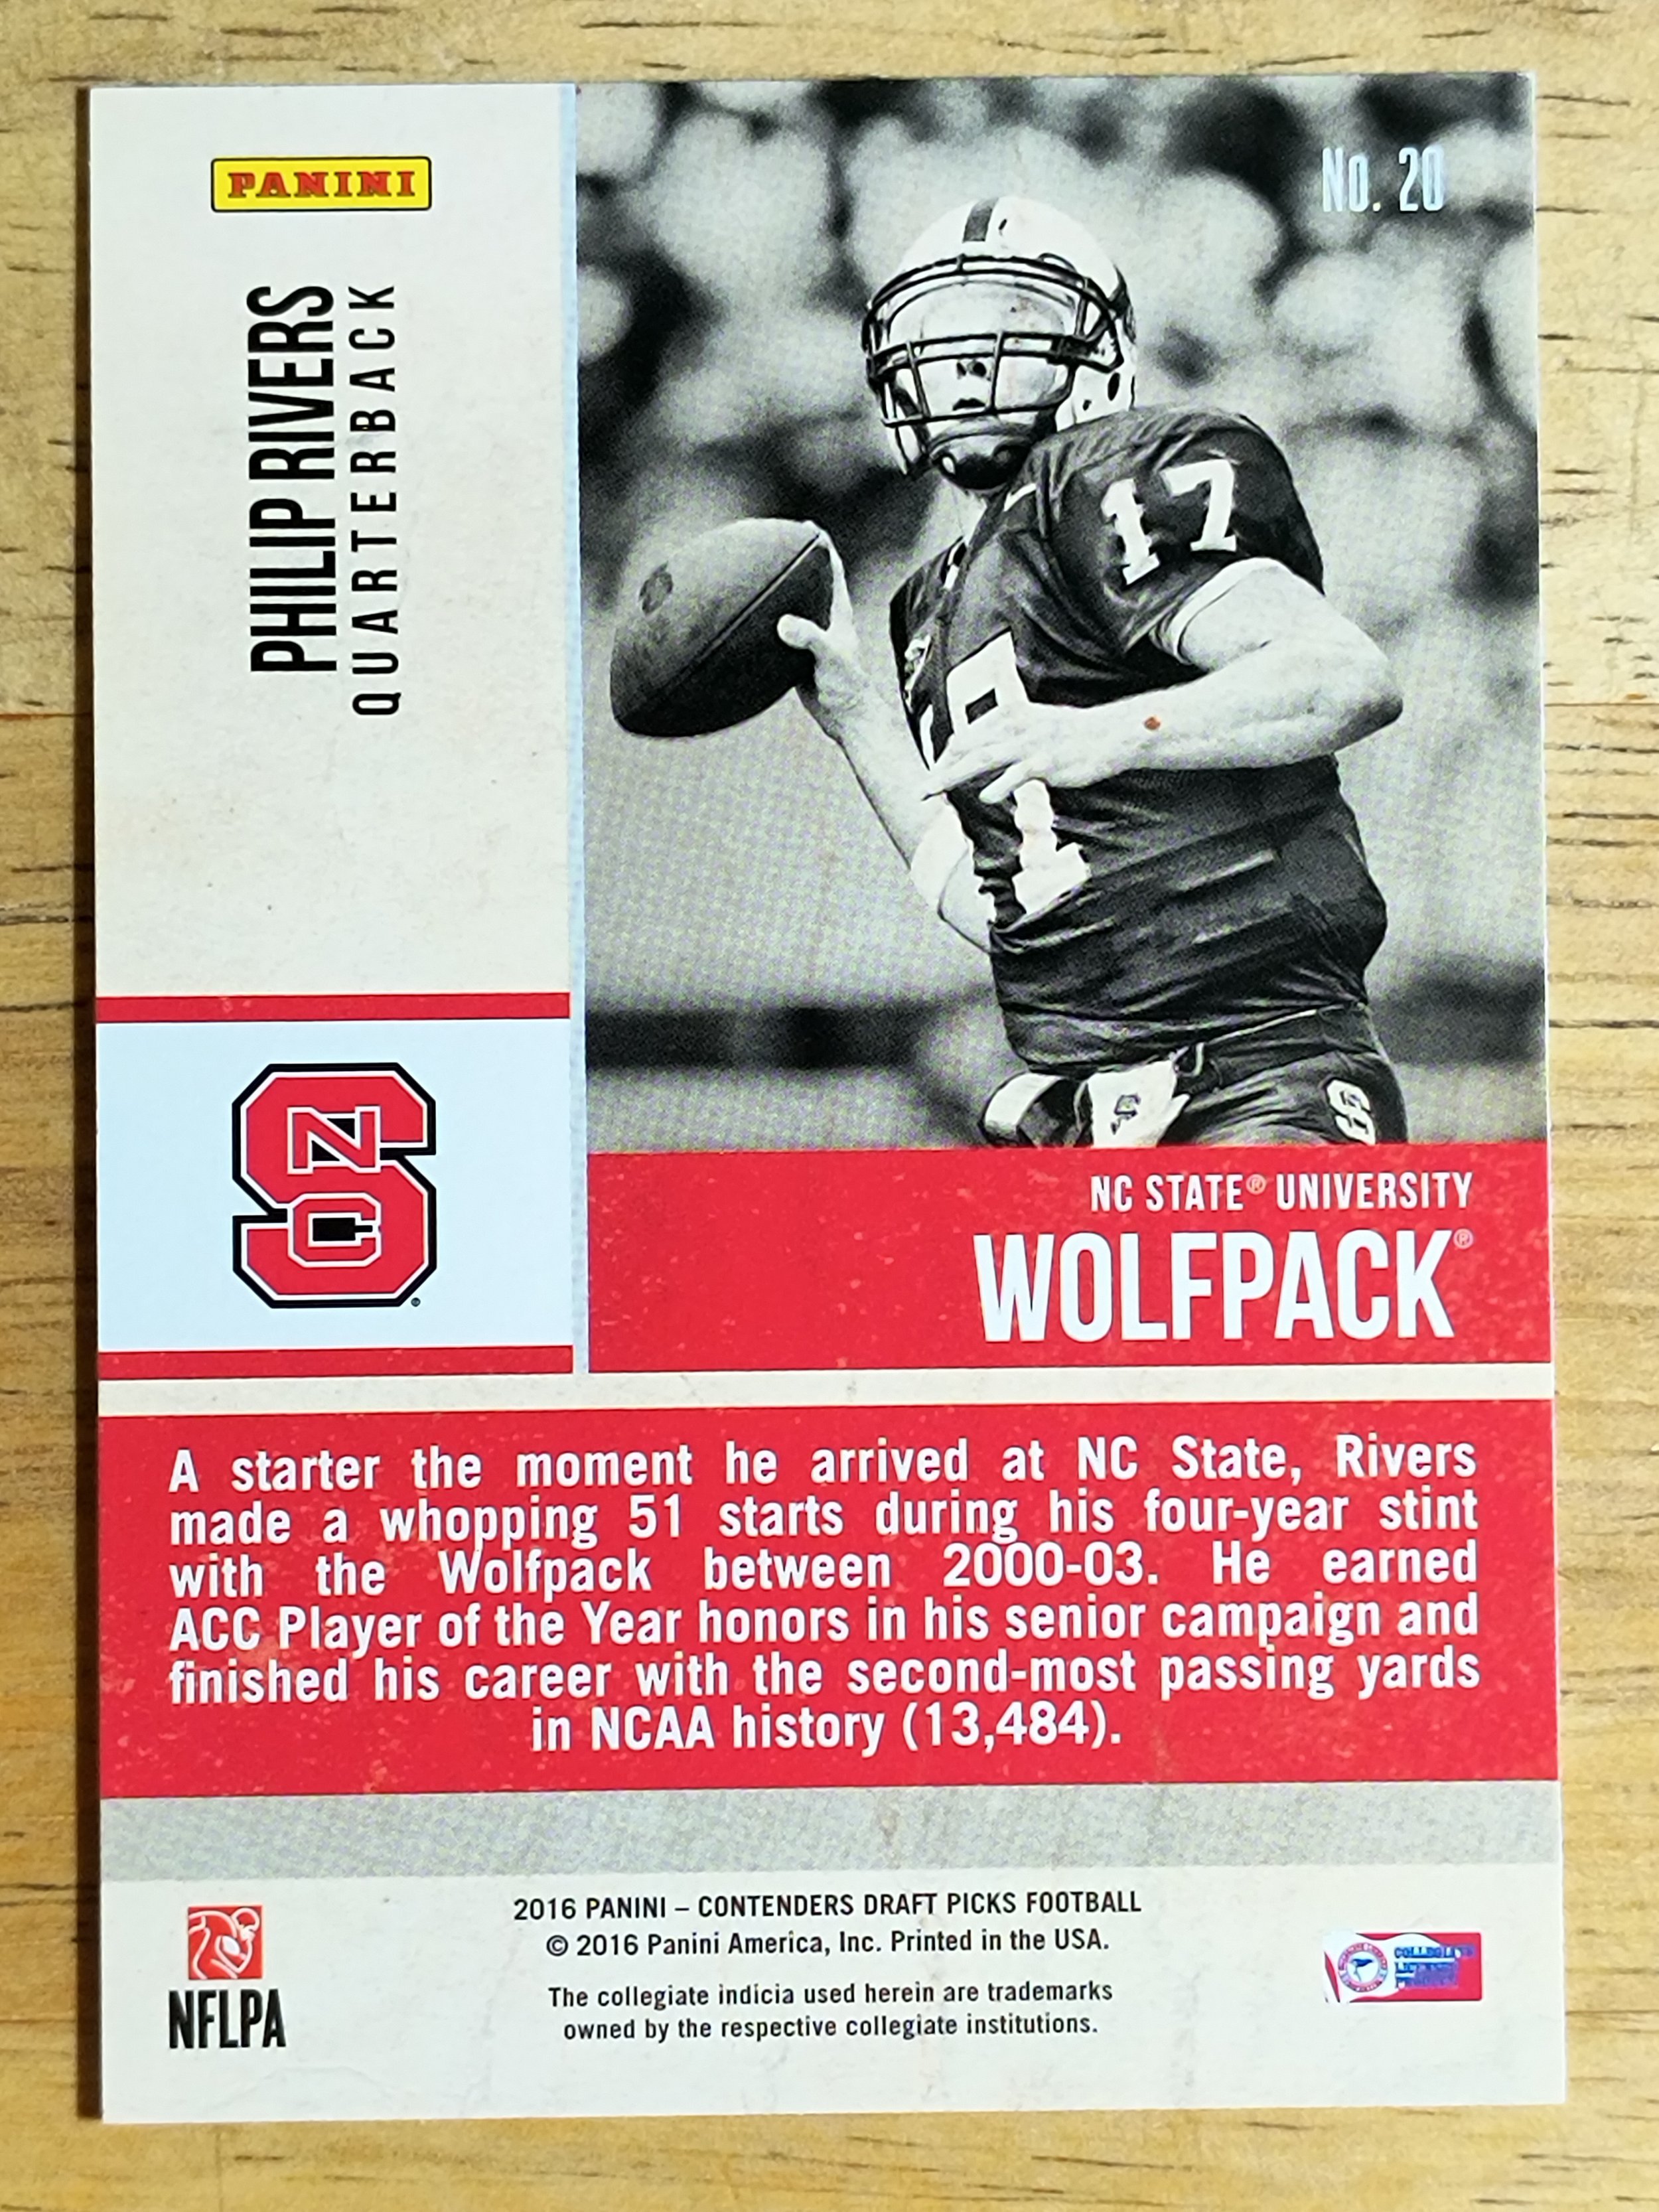 PANINI
No. 20
PHILIP RIVERS
QUARTERBACK
17
17
NC STATE® UNIVERSITY
WOLFPACK®
A starter the moment he arrived at NC State, Rivers
made a whopping 51 starts during his four-year stint
with the Wolfpack between 2000-03. He earned
ACC Player of the Year honors in his senior campaign and
finished his career with the second-most passing yards
in NCAA history (13,484).
2016 PANINI – CONTENDERS DRAFT PICKS FOOTBALL
© 2016 Panini America, Inc. Printed in the USA.
The collegiate indicia used herein are trademarks
owned by the respective collegiate institutions.
NFLPA